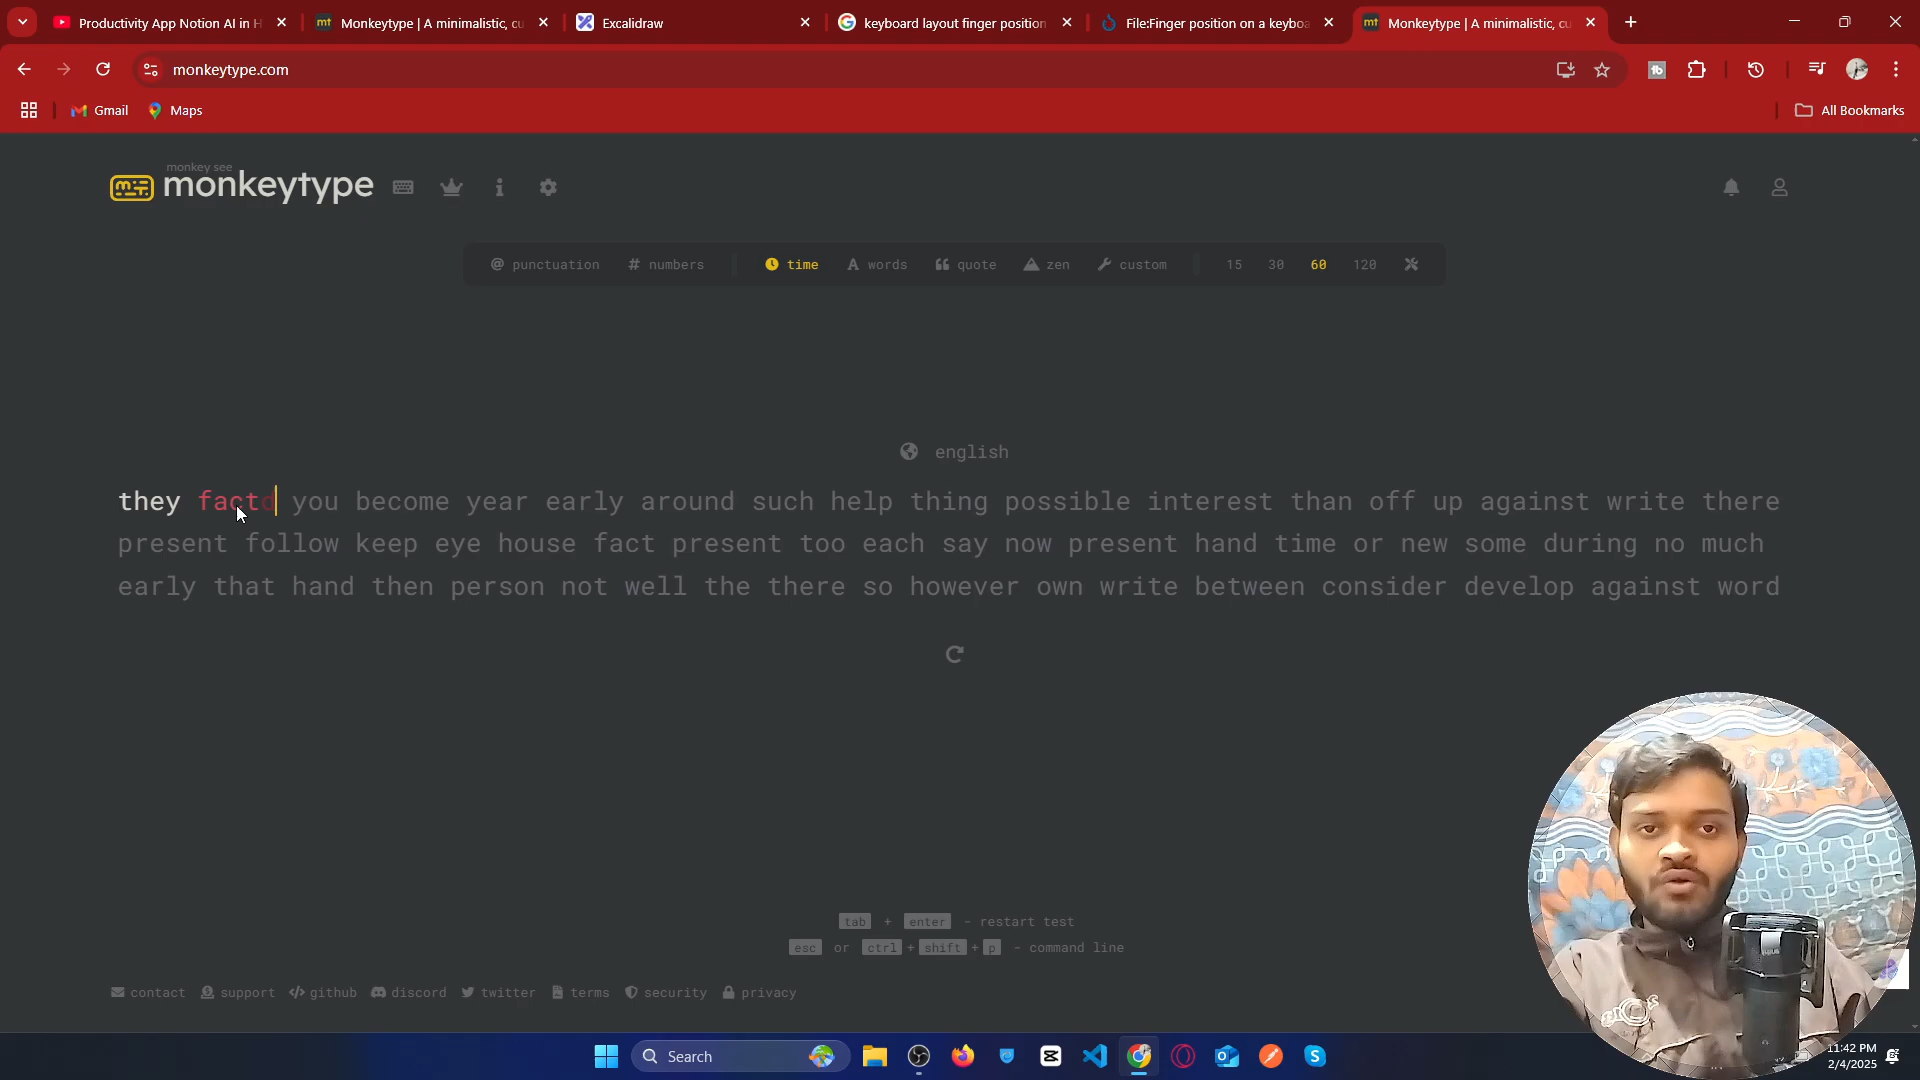 Productivity App Notion AI in H
Monkeytype | A minimalistic, cu
Excalidraw
keyboard layout finger position
File:Finger position on a keyboa
Monkeytype | A minimalistic, cu
monkeytype.com
Gmail
Maps
All Bookmarks
monkey see
monkeytype
@ punctuation
# numbers
time
A words
quote
zen
custom
15
30
60
120
english
they factd you become year early around such help thing possible interest than off up against write there
present follow keep eye house fact present too each say now present hand time or new some during no much
early that hand then person not well the there so however own write between consider develop against word
tab + enter - restart test
esc or ctrl + shift + p - command line
contact
support
github
discord
twitter
terms
security
privacy
Search
11:42 PM
2/4/2025